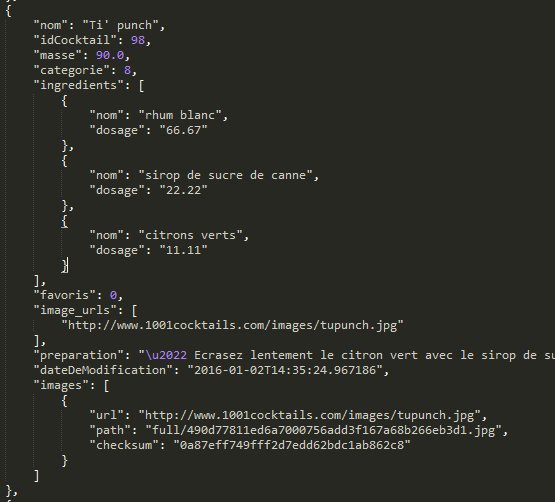 {
"nom": "Ti' punch",
"idCocktail": 98,
"masse": 90.0,
"categorie": 8,
"ingredients": [
{
"nom": "rhum blanc",
"dosage": "66.67"
},
{
"nom": "sirop de sucre de canne",
"dosage": "22.22"
},
{
"nom": "citrons verts",
"dosage": "11.11"
}
],
"favoris": 0,
"image_urls": [
"http://www.1001cocktails.com/images/tupunch.jpg"
],
"preparation": "\u2022 Ecrasez lentement le citron vert avec le sirop de su
"dateDeModification": "2016-01-02T14:35:24.967186",
"images": [
{
"url": "http://www.1001cocktails.com/images/tupunch.jpg",
"path": "full/490d77811ed6a7000756add3f167a68b266eb3d1.jpg",
"checksum": "0a87eff749fff2d7edd62bdc1ab862c8"
}
]
},